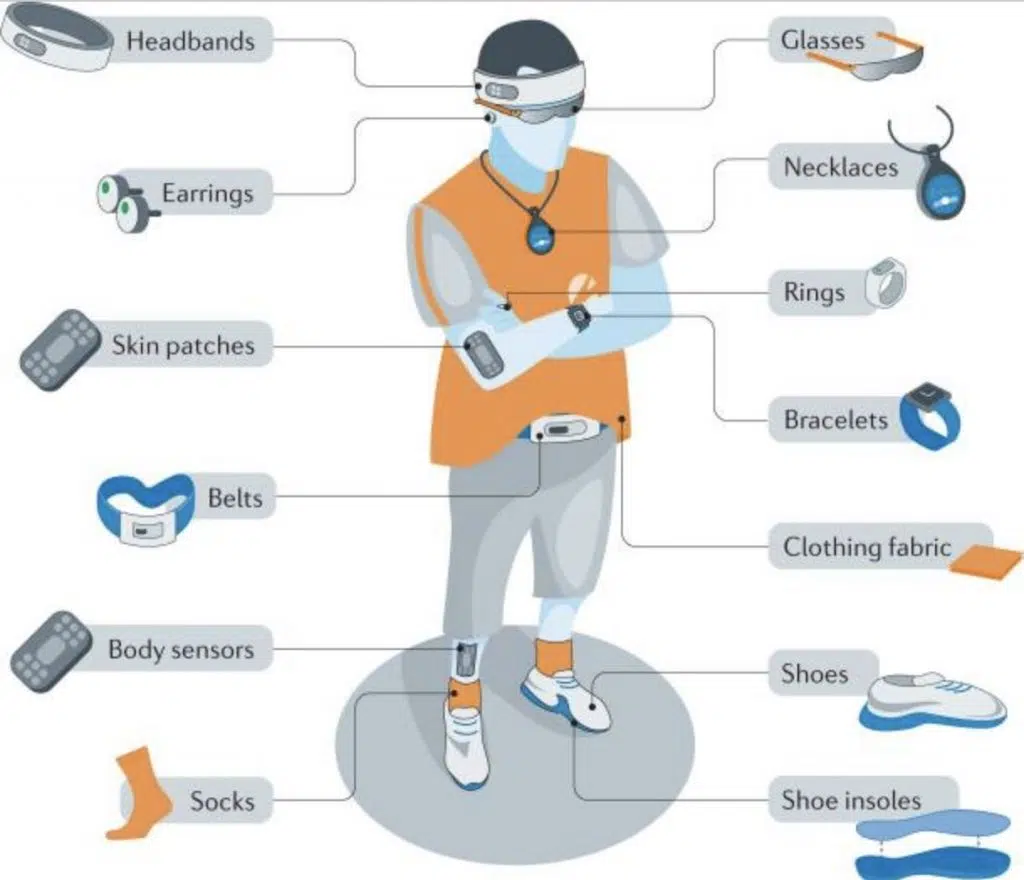 Headbands
Glasses
Earrings
Necklaces
Rings
Skin patches
Bracelets
Belts
Clothing fabric
Body sensors
Shoes
Socks
Shoe insoles